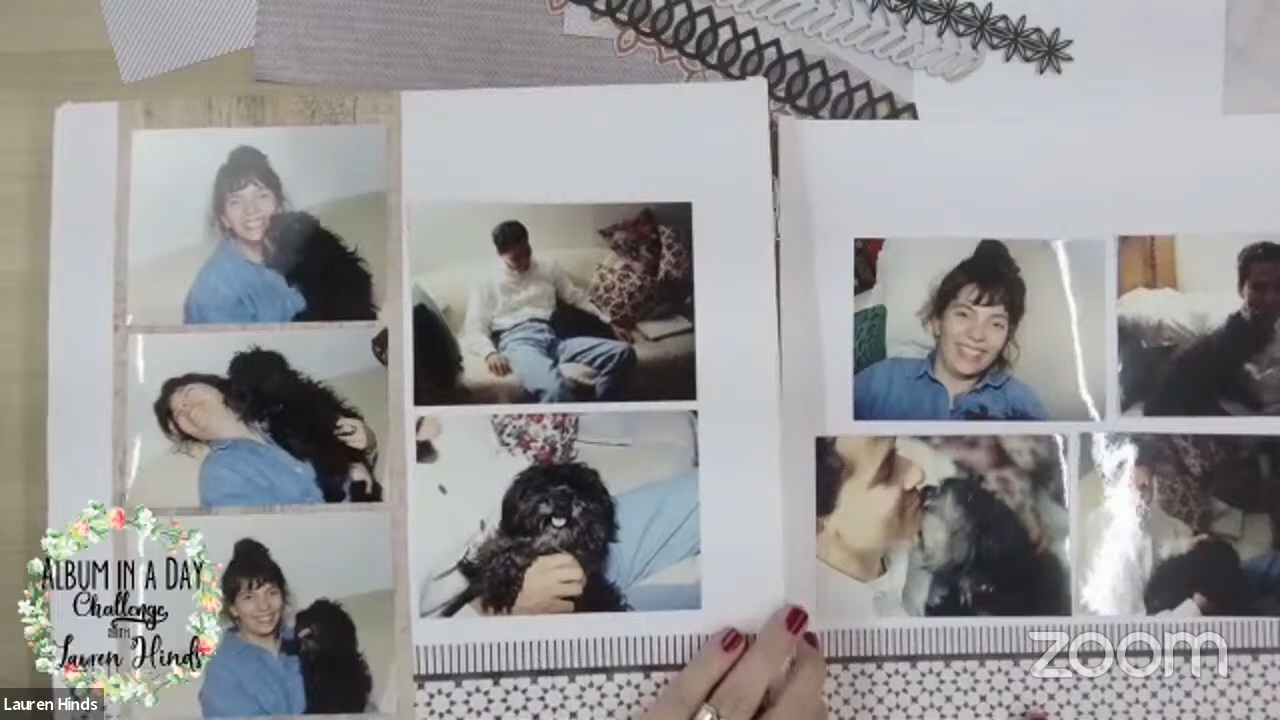 ALBUM IN A DAY
Challenge
WITH
Lauren Hinds
zoom
Lauren Hinds